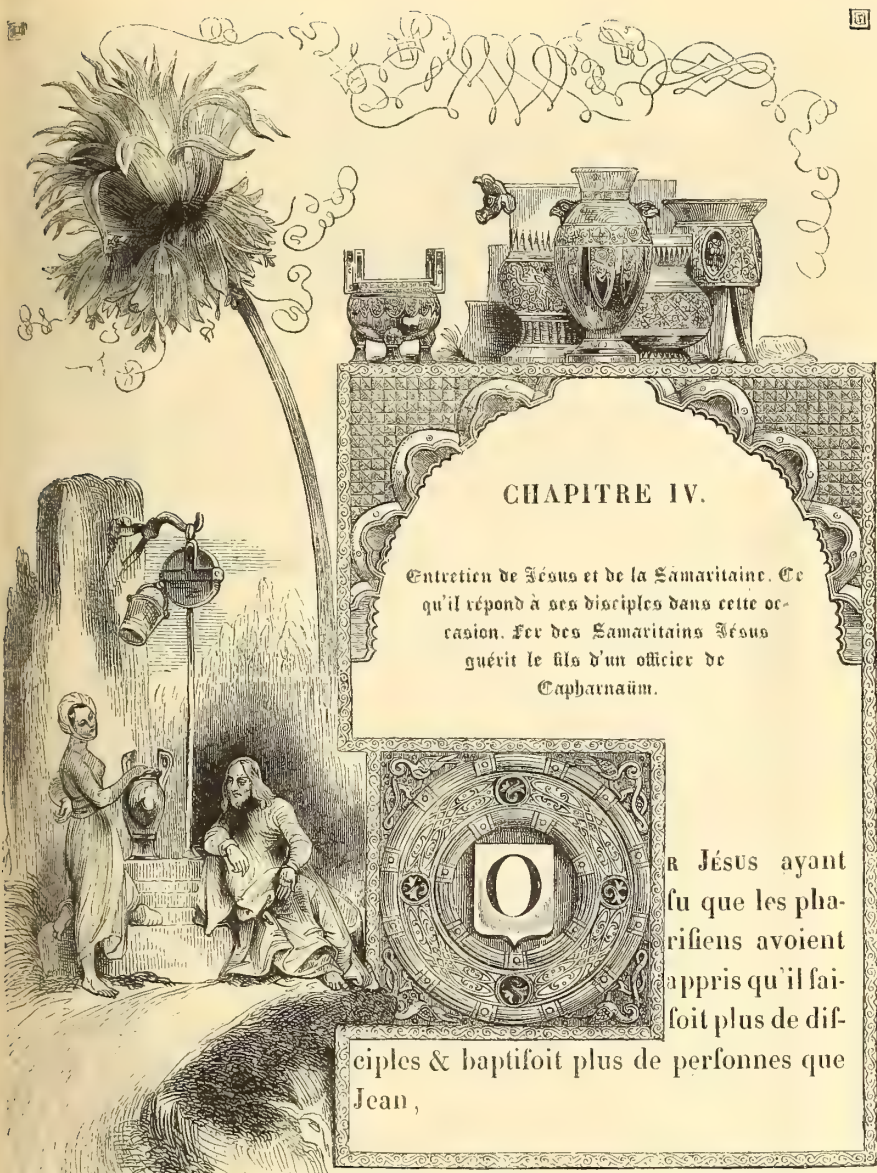 CHAPITRE IV.
Entretien de Jésus et de la Samaritaine. Ce
qu'il répond à ses disciples dans cette oc-
casion. Foy des Samaritains Jésus
guérit le fils d'un officier de
Capharnaüm.
OR JÉSUS ayant
ſu que les pha-
riſiens avoient
appris qu'il fai-
ſoit plus de diſ-
ciples & baptiſoit plus de perſonnes que
Jean,